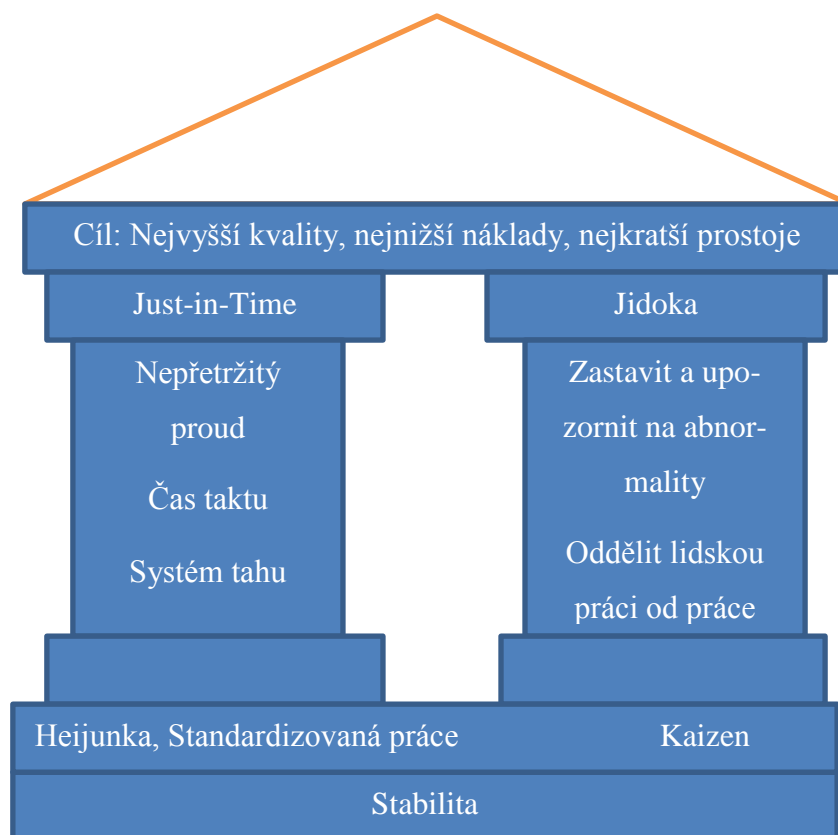 Cíl: Nejvyšší kvality, nejnižší náklady, nejkratší prostoje
Just-in-Time
Nepřetržitý
proud
Čas taktu
Systém tahu
Jidoka
Zastavit a upo-
zornit na abnor-
mality
Oddělit lidskou
práci od práce
Heijunka, Standardizovaná práce
Kaizen
Stabilita